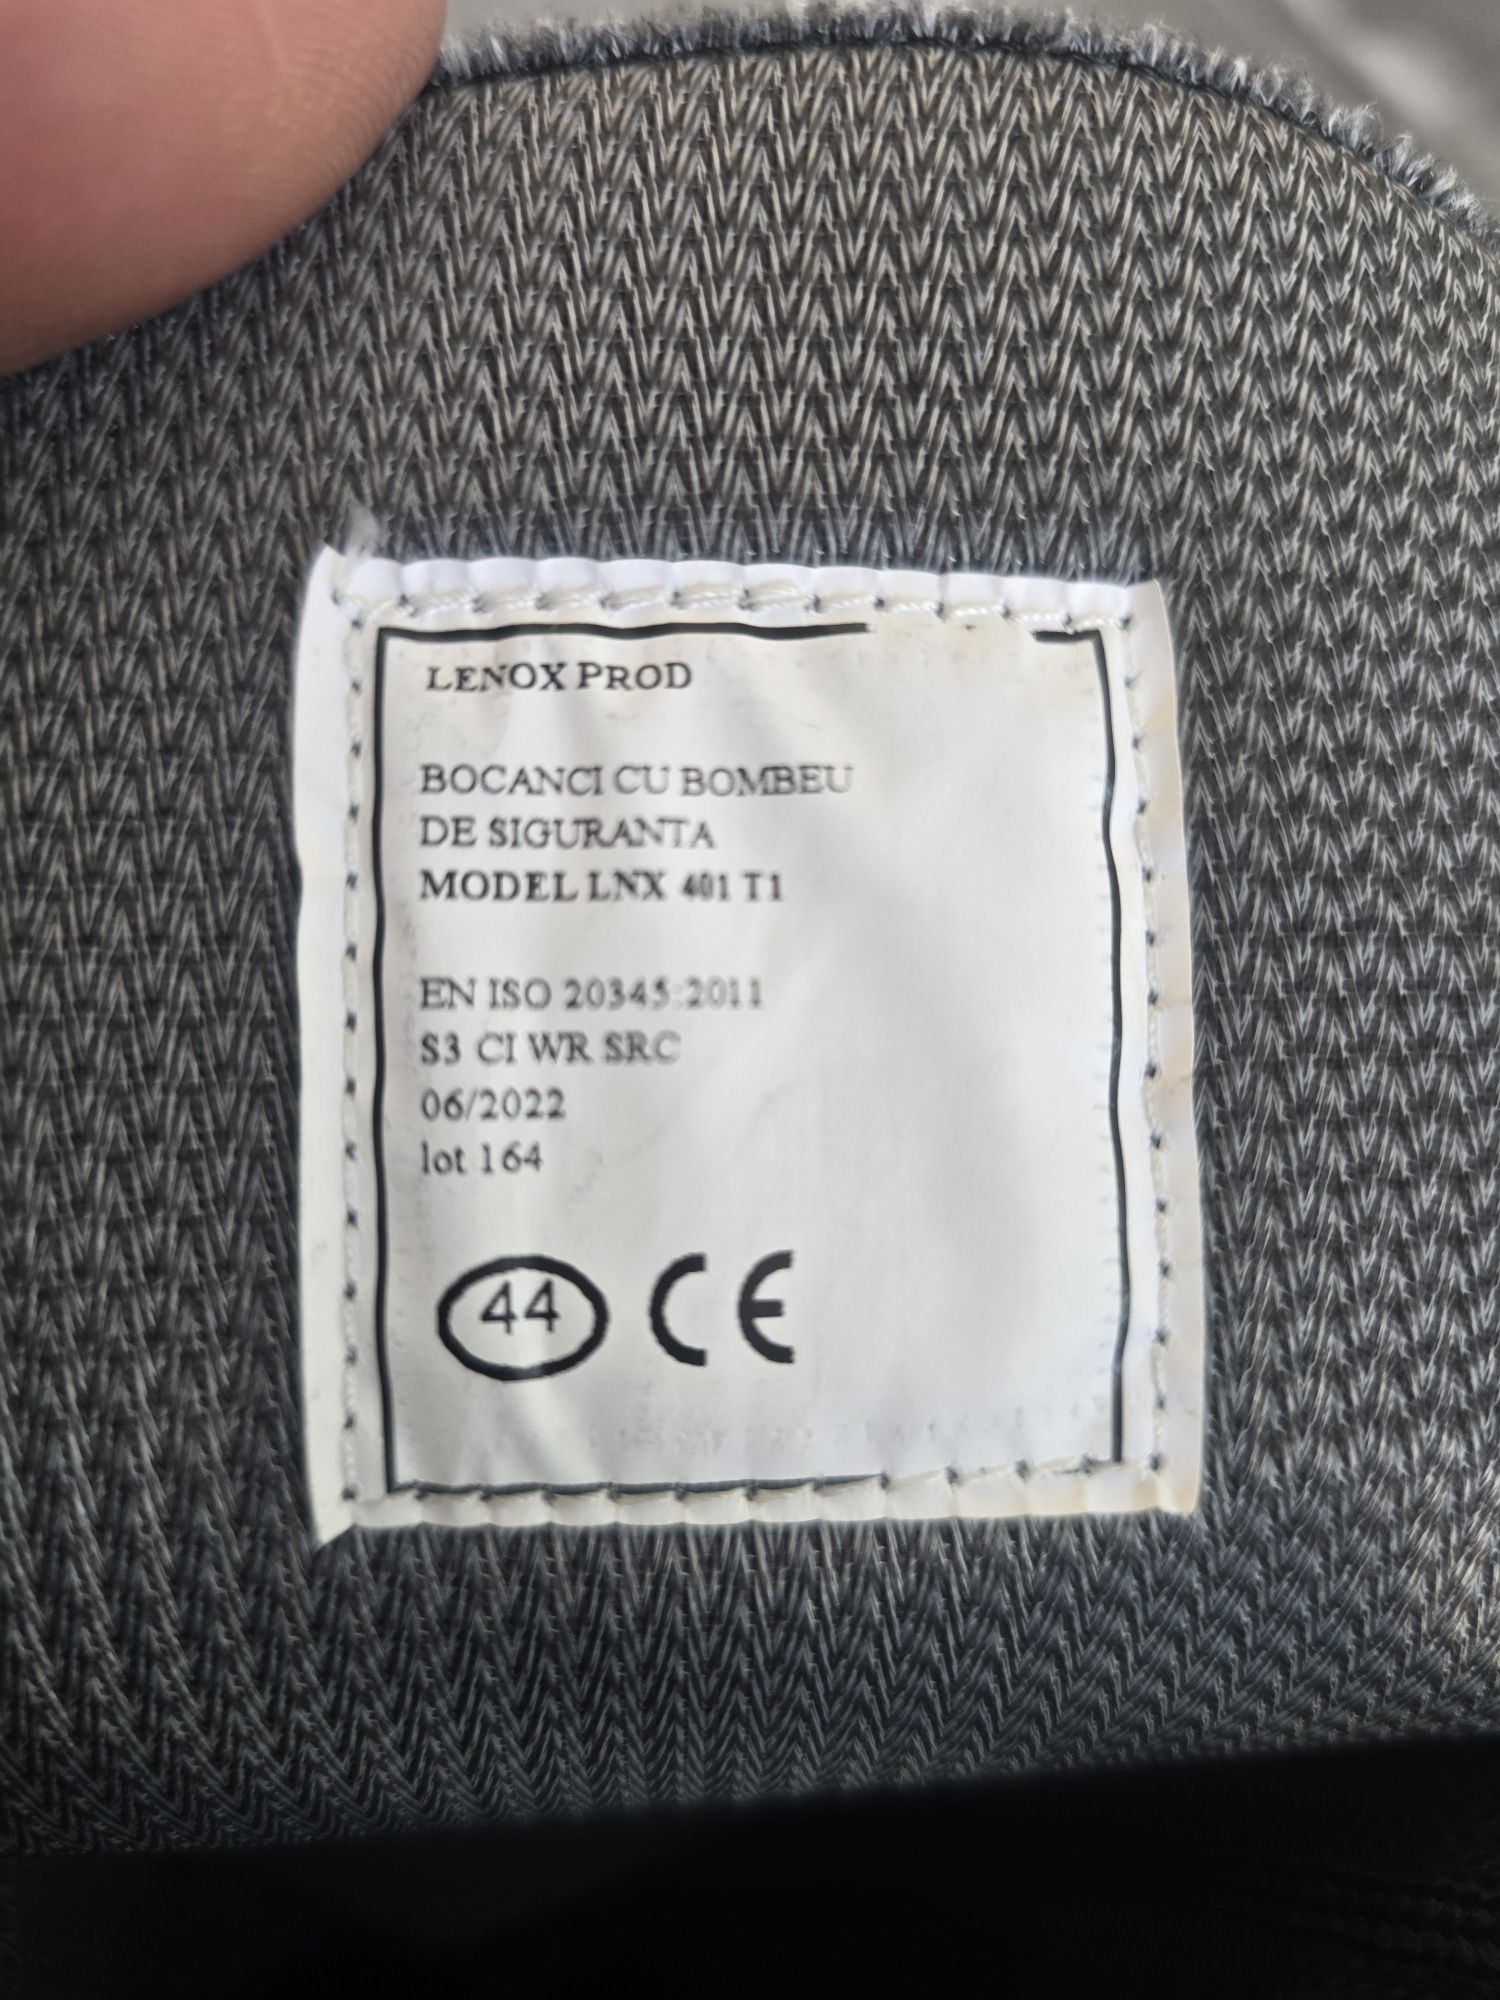 LENOX PROD
BOCANCI CU BOMBEU
DE SIGURANTA
MODEL LNX 401 T1
EN ISO 20345:2011
S3 CI WR SRC
06/2022
lot 164
44 CE